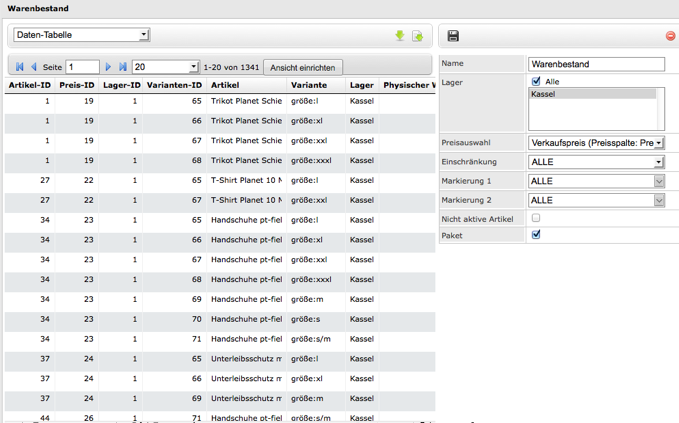 Warenbestand
Daten-Tabelle
Seite 1 20 1-20 von 1341 Ansicht einrichten
Artikel-ID Preis-ID Lager-ID Varianten-ID Artikel Variante Lager Physischer
1 19 1 65 Trikot Planet Schie größe:l Kassel
1 19 1 66 Trikot Planet Schie größe:xl Kassel
1 19 1 67 Trikot Planet Schie größe:xxl Kassel
1 19 1 68 Trikot Planet Schie größe:xxxl Kassel
27 22 1 65 T-Shirt Planet 10 größe:l Kassel
27 22 1 67 T-Shirt Planet 10 größe:xxl Kassel
34 23 1 65 Handschuhe pt-fiel größe:l Kassel
34 23 1 66 Handschuhe pt-fiel größe:xl Kassel
34 23 1 67 Handschuhe pt-fiel größe:xxl Kassel
34 23 1 68 Handschuhe pt-fiel größe:xxxl Kassel
34 23 1 69 Handschuhe pt-fiel größe:m Kassel
34 23 1 70 Handschuhe pt-fiel größe:s Kassel
34 23 1 71 Handschuhe pt-fiel größe:s/m Kassel
37 24 1 65 Unterleibsschutz m größe:l Kassel
37 24 1 66 Unterleibsschutz m größe:xl Kassel
37 24 1 69 Unterleibsschutz m größe:m Kassel
44 26 1 71 Handschuhe pt-fiel größe:s/m Kassel
Name Warenbestand
Lager Alle
Kassel
Preisauswahl Verkaufspreis (Preisspalte: Pre
Einschränkung ALLE
Markierung 1 ALLE
Markierung 2 ALLE
Nicht aktive Artikel
Paket